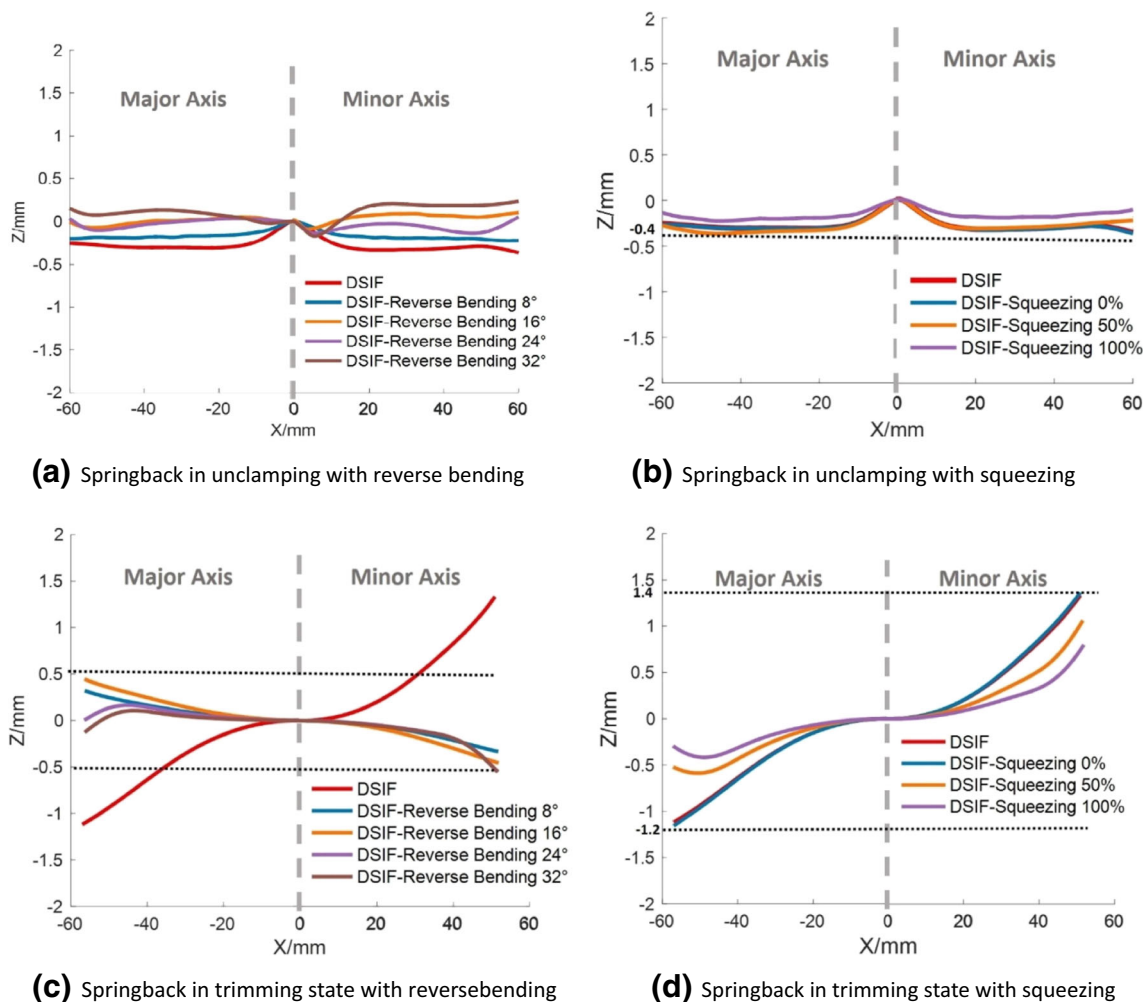 2
1.5
1
0.5
0
-0.5
-1
-1.5
-2
Z/mm
Major Axis
Minor Axis
DSIF
DSIF-Reverse Bending 8°
DSIF-Reverse Bending 16°
DSIF-Reverse Bending 24°
DSIF-Reverse Bending 32°
-60 -40 -20 0 20 40 60
X/mm
(a) Springback in unclamping with reverse bending
2
1.5
1
0.5
0
-0.4
-0.5
-1
-1.5
-2
Z/mm
Major Axis
Minor Axis
DSIF
DSIF-Squeezing 0%
DSIF-Squeezing 50%
DSIF-Squeezing 100%
-60 -40 -20 0 20 40 60
X/mm
(b) Springback in unclamping with squeezing
2
1.5
1
0.5
0
-0.5
-1
-1.5
-2
Z/mm
Major Axis
Minor Axis
DSIF
DSIF-Reverse Bending 8°
DSIF-Reverse Bending 16°
DSIF-Reverse Bending 24°
DSIF-Reverse Bending 32°
-60 -40 -20 0 20 40 60
X/mm
(c) Springback in trimming state with reversebending
2
1.5
1.4
1
0.5
0
-0.5
-1
-1.2
-1.5
-2
Z/mm
Major Axis
Minor Axis
DSIF
DSIF-Squeezing 0%
DSIF-Squeezing 50%
DSIF-Squeezing 100%
-60 -40 -20 0 20 40 60
X/mm
(d) Springback in trimming state with squeezing